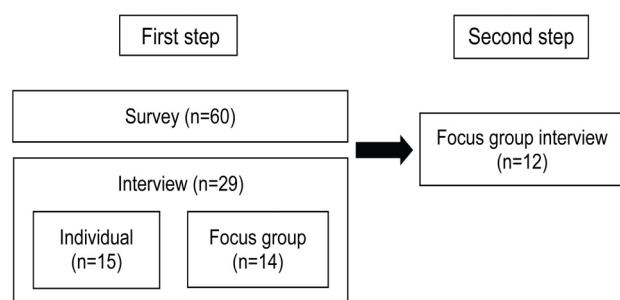 First step
Second step
Survey (n=60)
Interview (n=29)
Individual
(n=15)
Focus group
(n=14)
Focus group interview
(n=12)